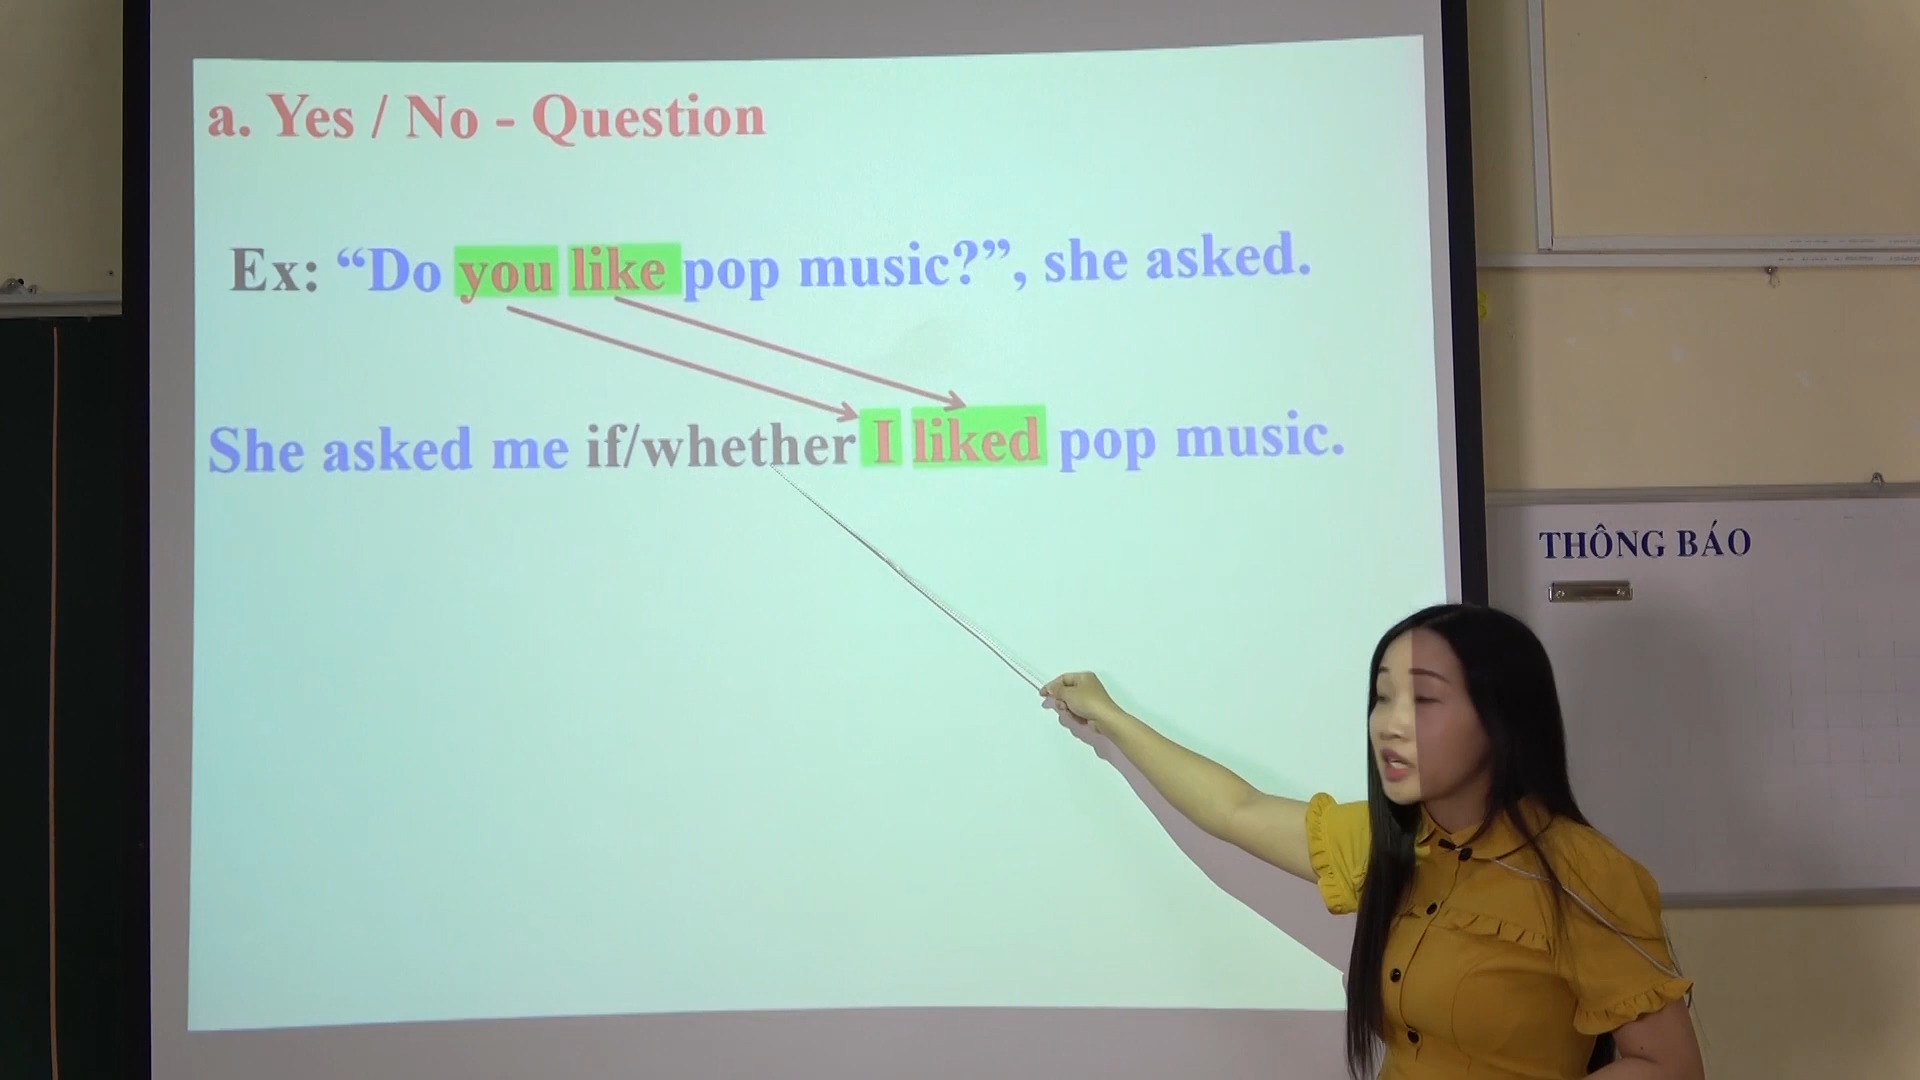 a. Yes / No - Question
Ex: “Do you like pop music?”, she asked.
She asked me if/whether I liked pop music.
THÔNG BÁO